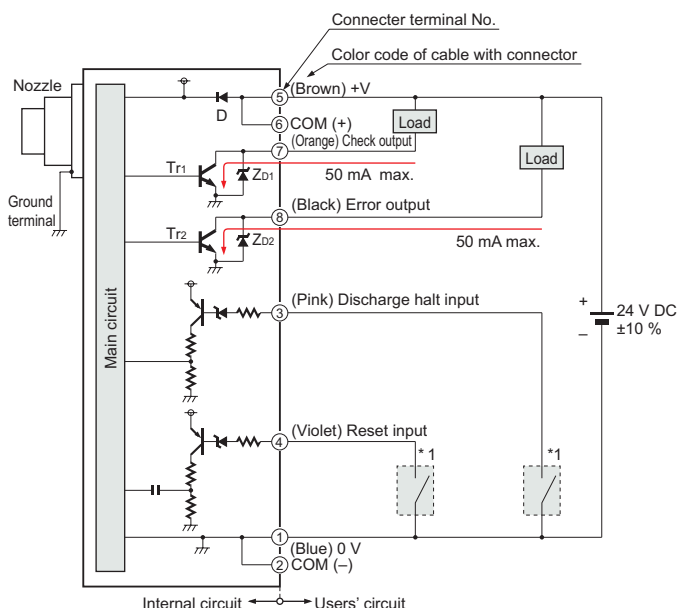 Connecter terminal No.
Color code of cable with connector
Nozzle
5
(Brown) +V
D
6
COM (+)
Load
7
(Orange) Check output
Load
Tr1
ZD1
50 mA max.
Ground
terminal
8
(Black) Error output
Tr2
ZD2
50 mA max.
Main circuit
3
(Pink) Discharge halt input
+
24 V DC
±10 %
–
4
(Violet) Reset input
*1
*1
1
(Blue) 0 V
2
COM (–)
Internal circuit
Users’ circuit